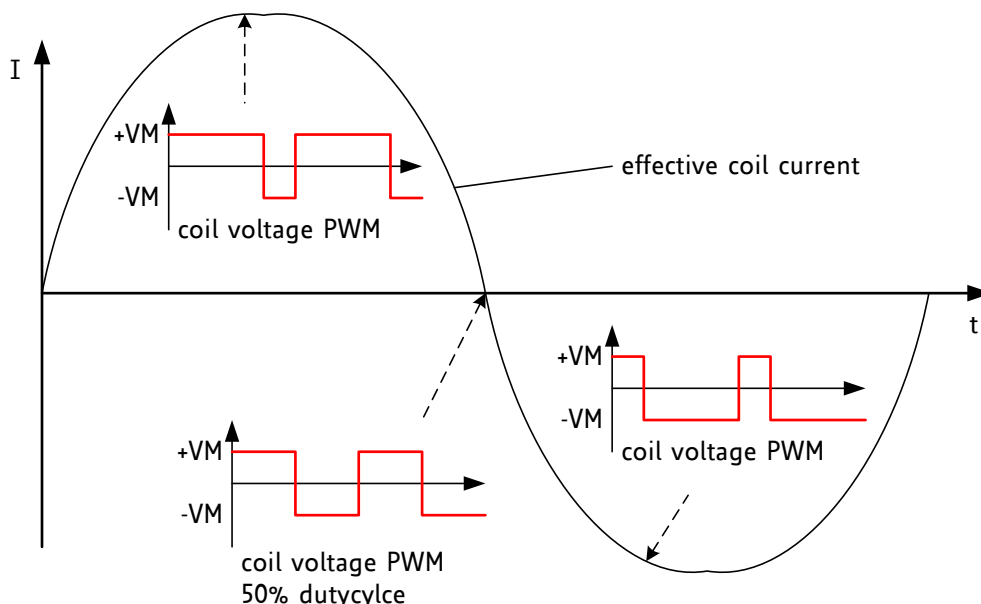 I
+VM
-VM
coil voltage PWM
effective coil current
t
+VM
-VM
coil voltage PWM
+VM
-VM
coil voltage PWM
50% dutycylce